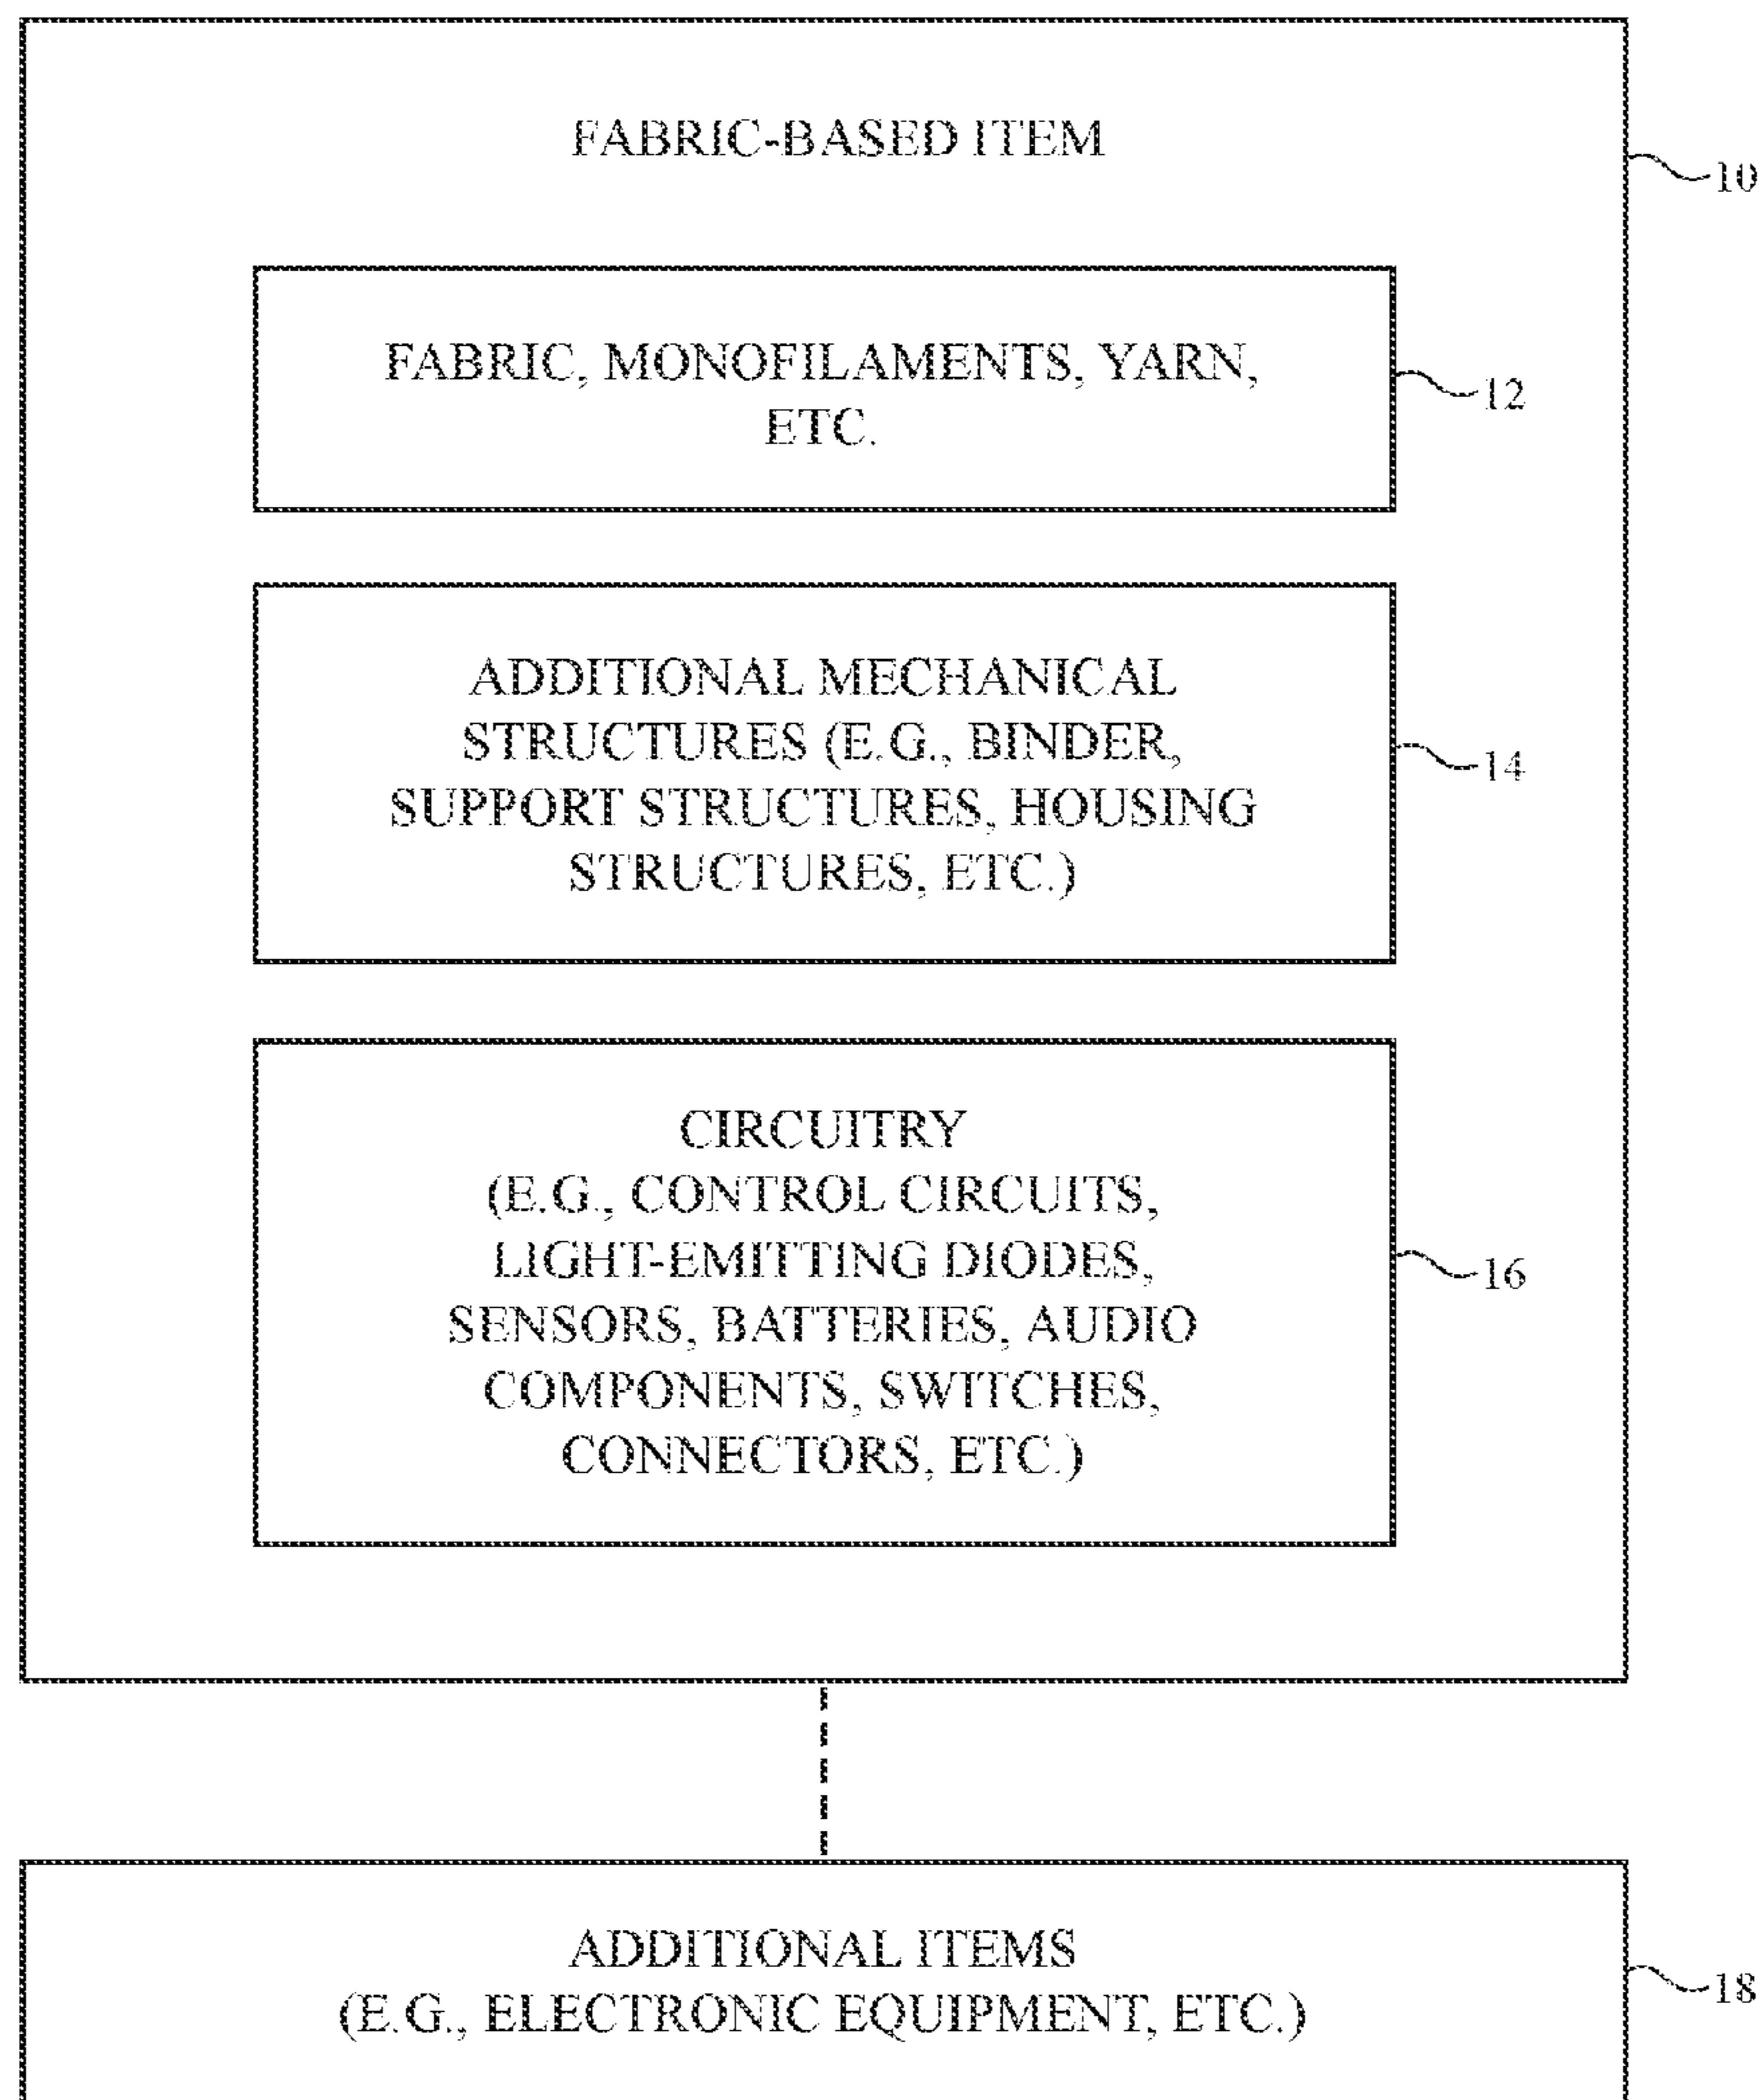 FABRIC-BASED ITEM
10
FABRIC, MONOFILAMENTS, YARN,
ETC.
12
ADDITIONAL MECHANICAL
STRUCTURES (E.G., BINDER,
SUPPORT STRUCTURES, HOUSING
STRUCTURES, ETC.)
14
CIRCUITRY
(E.G., CONTROL CIRCUITS,
LIGHT-EMITTING DIODES,
SENSORS, BATTERIES, AUDIO
COMPONENTS, SWITCHES,
CONNECTORS, ETC.)
16
ADDITIONAL ITEMS
(E.G., ELECTRONIC EQUIPMENT, ETC.)
18